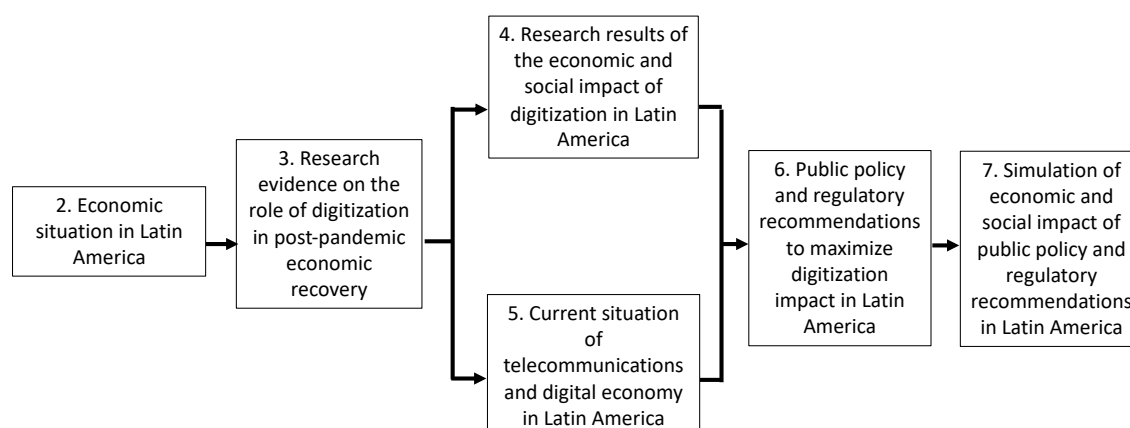 2. Economic
situation in Latin
America
3. Research
evidence on the
role of digitization
in post-pandemic
economic
recovery
4. Research results of
the economic and
social impact of
digitization in Latin
America
5. Current situation
of
telecommunications
and digital economy
in Latin America
6. Public policy
and regulatory
recommendations
to maximize
digitization
impact in Latin
America
7. Simulation of
economic and
social impact of
public policy and
regulatory
recommendations
in Latin America